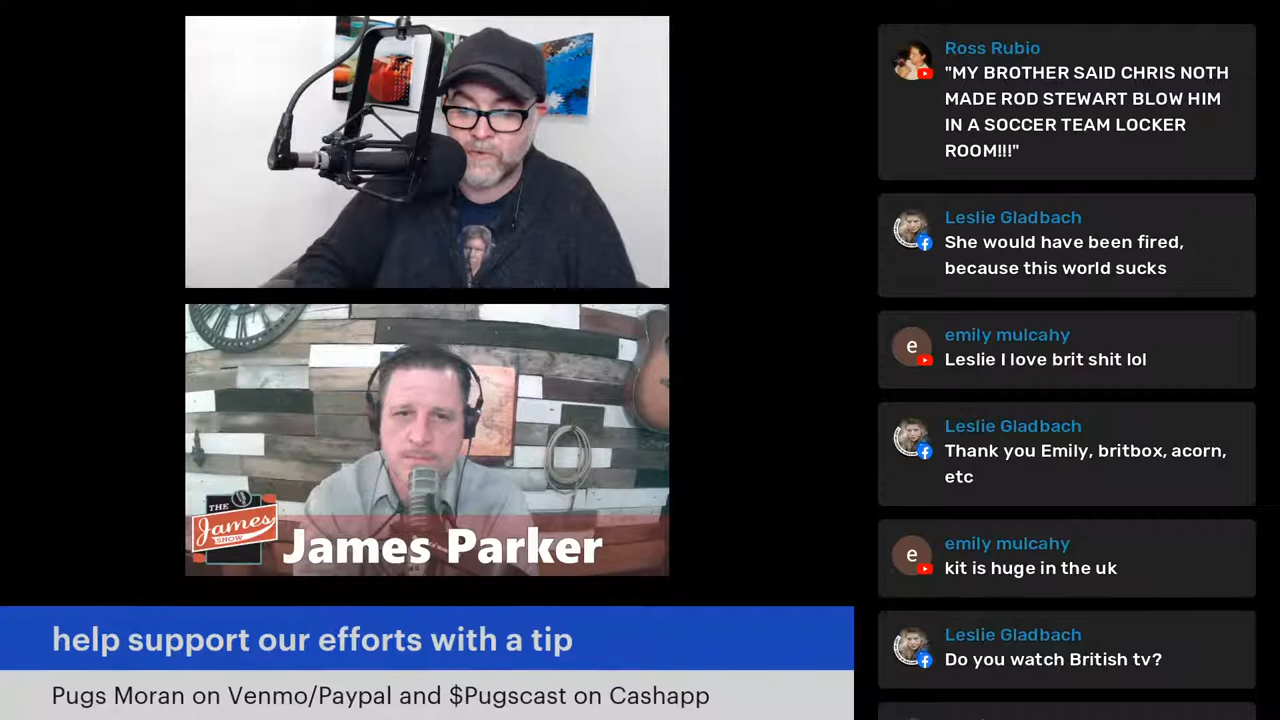 THE
James
SHOW
James Parker
help support our efforts with a tip
Pugs Moran on Venmo/Paypal and $Pugscast on Cashapp
Ross Rubio
"MY BROTHER SAID CHRIS NOTH
MADE ROD STEWART BLOW HIM
IN A SOCCER TEAM LOCKER
ROOM!!!"
Leslie Gladbach
She would have been fired,
because this world sucks
e
emily mulcahy
Leslie I love brit shit lol
Leslie Gladbach
Thank you Emily, britbox, acorn,
etc
e
emily mulcahy
kit is huge in the uk
Leslie Gladbach
Do you watch British tv?